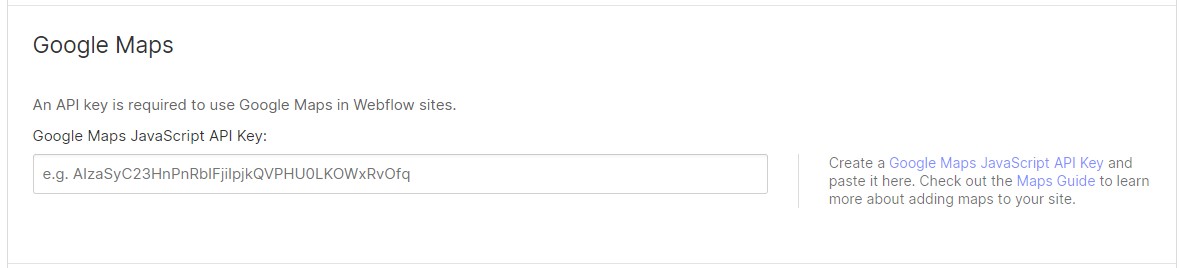 Google Maps
An API key is required to use Google Maps in Webflow sites.
Google Maps JavaScript API Key:
e.g. AIzaSyC23HnPnRbIFjiIpjkQVPHU0LKOWxRvOfq
Create a Google Maps JavaScript API Key and
paste it here. Check out the Maps Guide to learn
more about adding maps to your site.